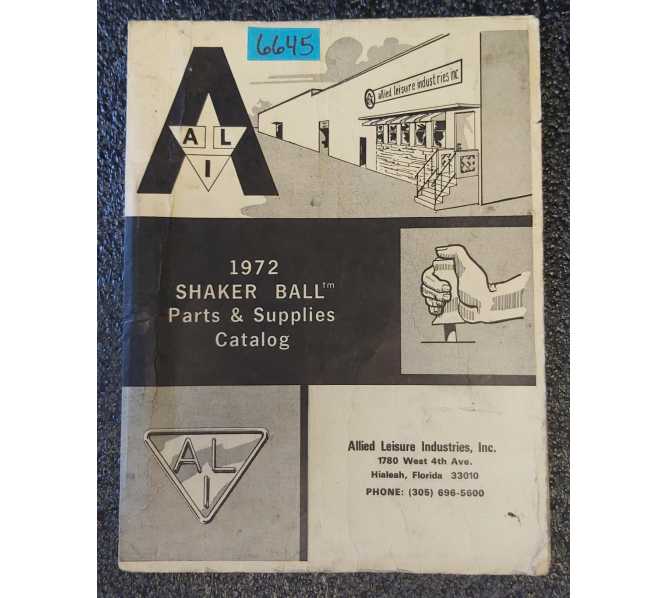 6645
allied leisure industries inc
A L
I
1972
SHAKER BALL™
Parts & Supplies
Catalog
AL
I
Allied Leisure Industries, Inc.
1780 West 4th Ave.
Hialeah, Florida 33010
PHONE: (305) 696-5600